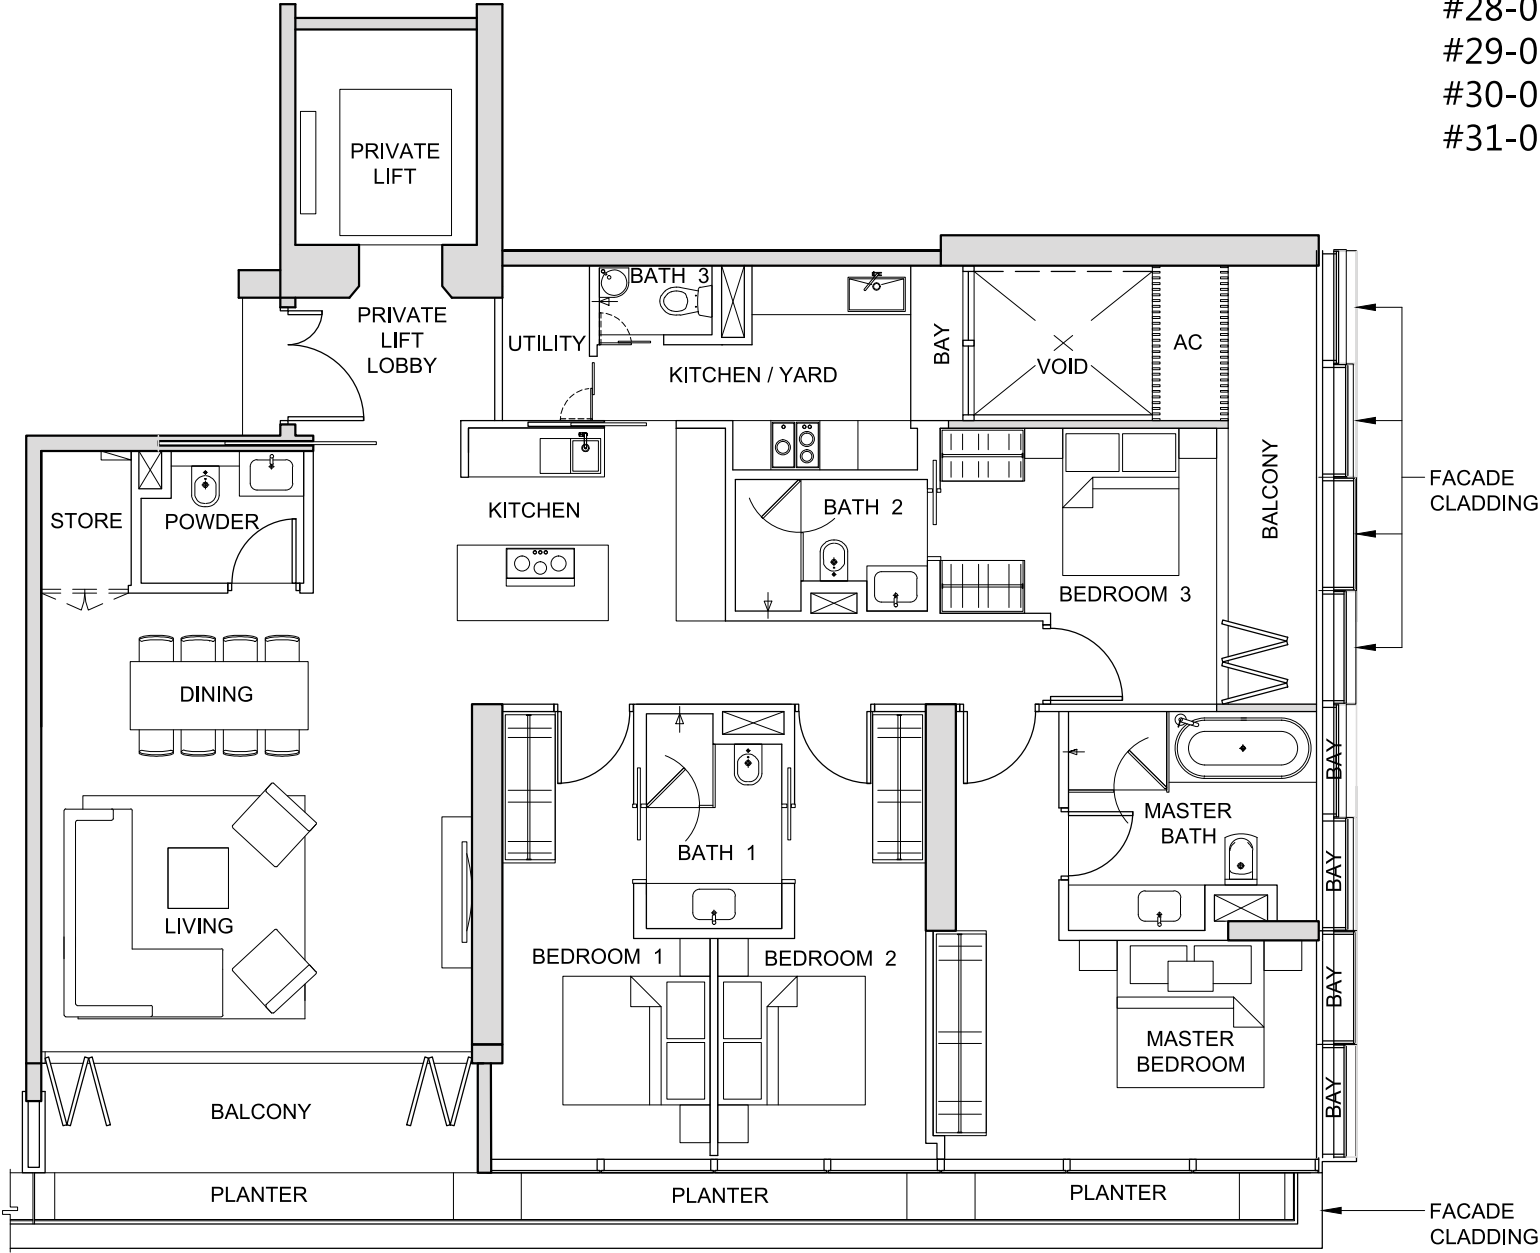 #28-0
#29-0
#30-0
#31-0
PRIVATE
LIFT
PRIVATE
LIFT
LOBBY
BATH 3
UTILITY
KITCHEN / YARD
BAY
VOID
AC
BALCONY
FACADE
CLADDING
STORE
POWDER
KITCHEN
BATH 2
BEDROOM 3
DINING
LIVING
BATH 1
MASTER
BATH
BAY
BAY
BAY
BAY
BEDROOM 1
BEDROOM 2
MASTER
BEDROOM
BALCONY
PLANTER
PLANTER
PLANTER
FACADE
CLADDING